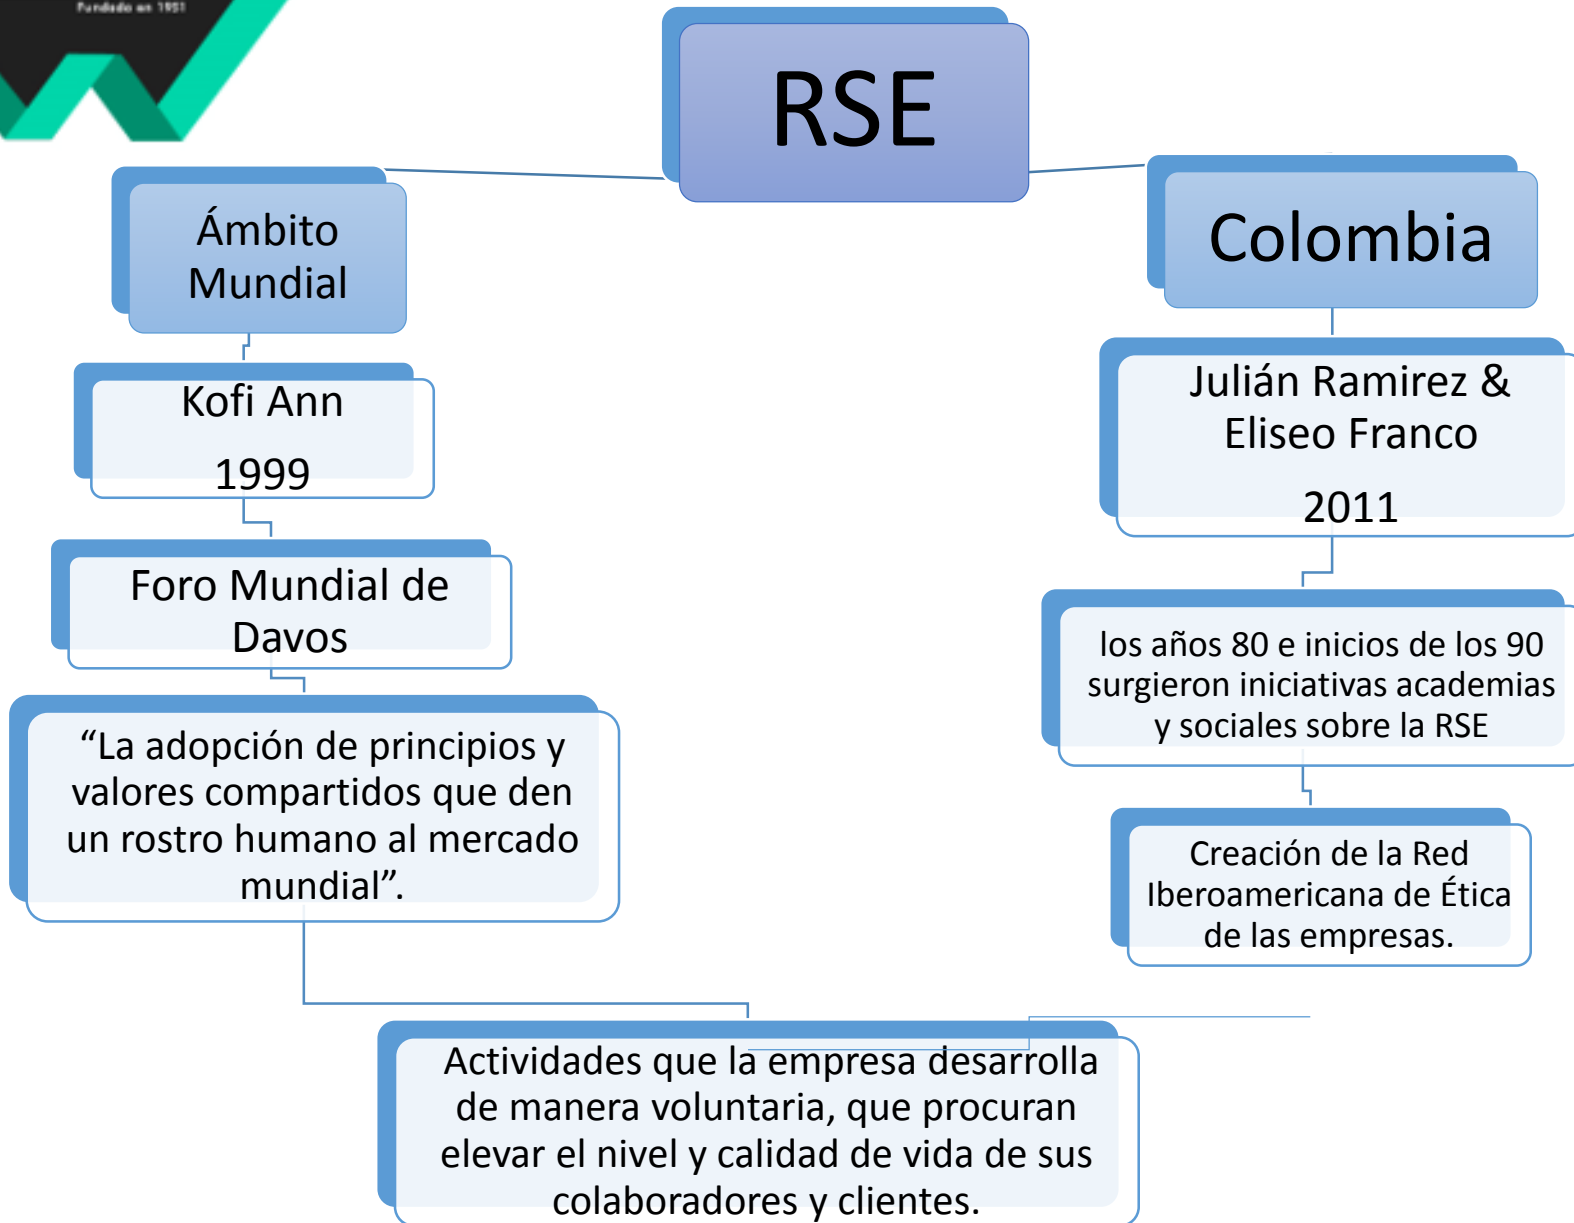 Fundado en 1951
RSE
Ámbito
Mundial
Kofi Ann
1999
Foro Mundial de
Davos
“La adopción de principios y
valores compartidos que den
un rostro humano al mercado
mundial”.
Colombia
Julián Ramirez &
Eliseo Franco
2011
los años 80 e inicios de los 90
surgieron iniciativas academias
y sociales sobre la RSE
Creación de la Red
Iberoamericana de Ética
de las empresas.
Actividades que la empresa desarrolla
de manera voluntaria, que procuran
elevar el nivel y calidad de vida de sus
colaboradores y clientes.